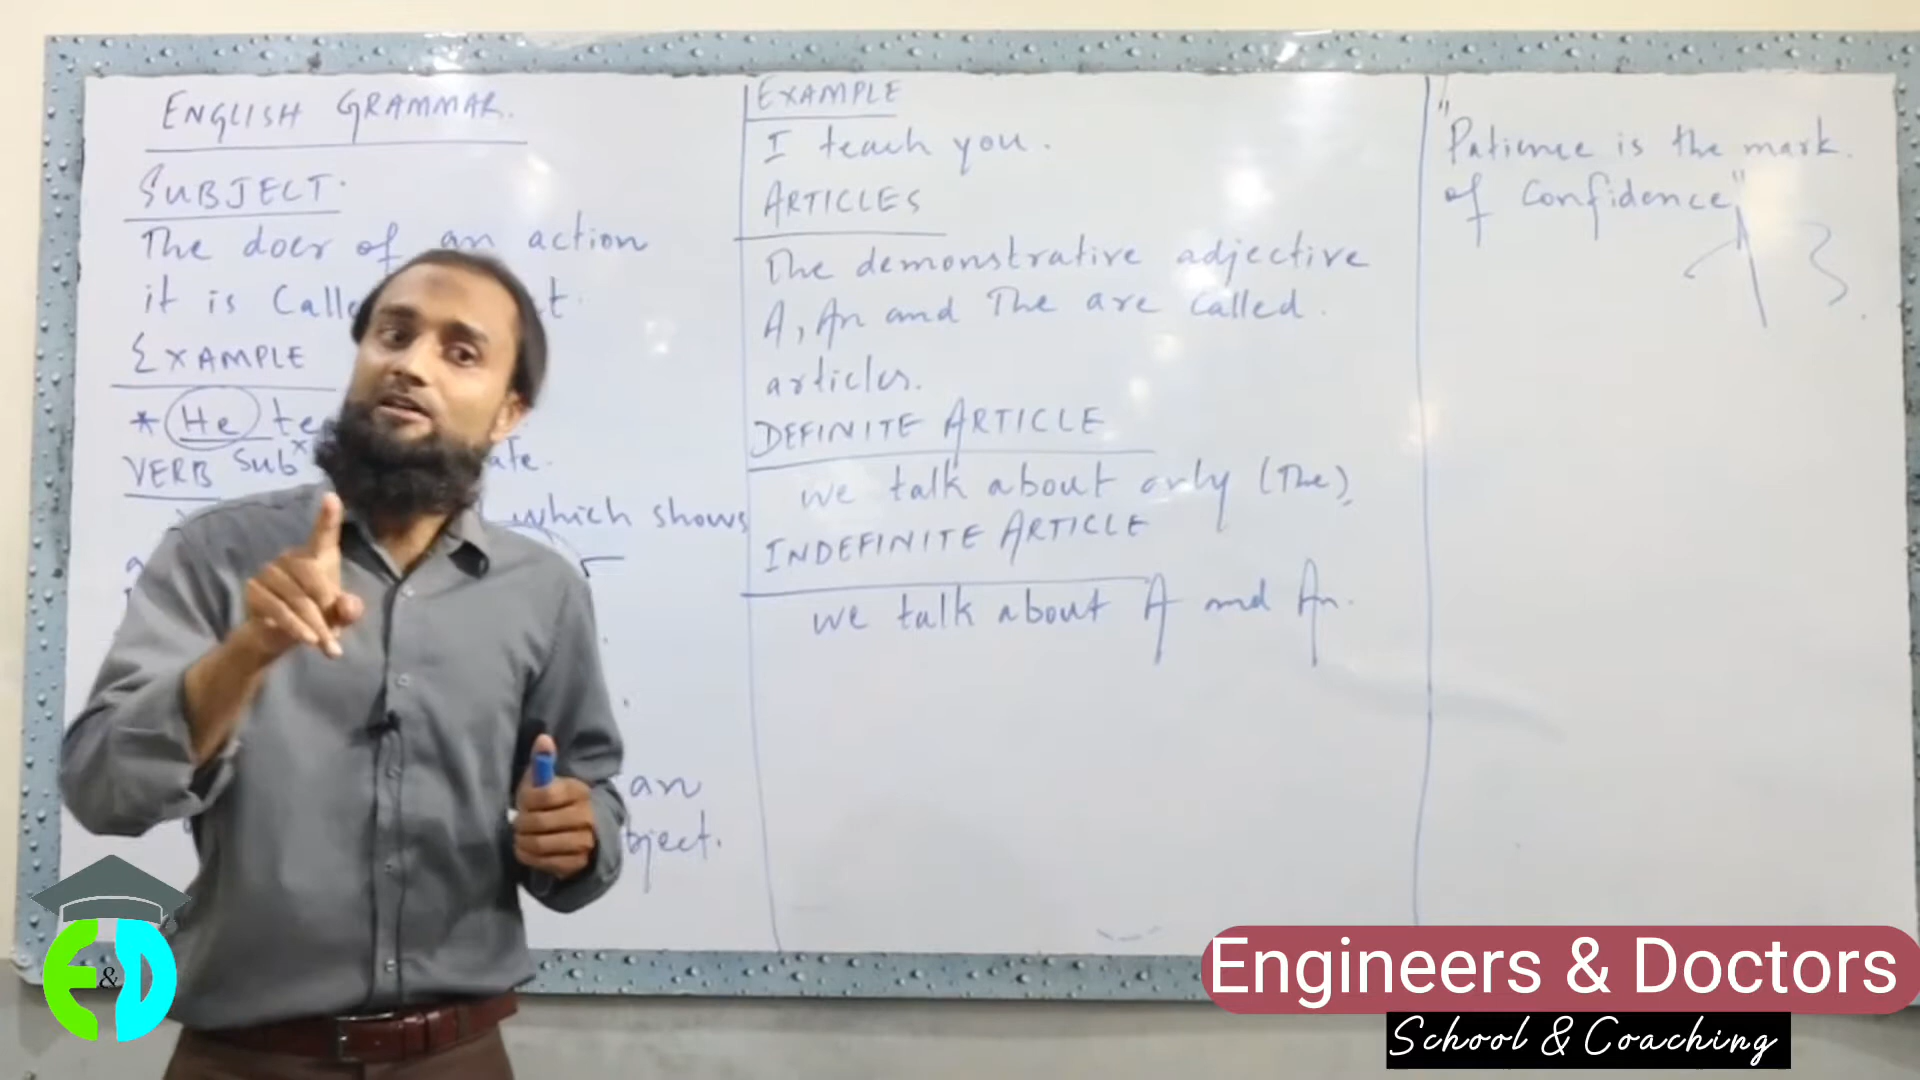 ENGLISH GRAMMAR.
SUBJECT.
The doer of an action
it is t.
EXAMPLE
* He te
VERB Sub ate.
which shows
an
bject.
EXAMPLE
I teach you.
ARTICLES
The demonstrative adjective
A, An and The are called.
articles.
DEFINITE ARTICLE
we talk about only (The),
INDEFINITE ARTICLE
we talk about A and An.
"Patience is the mark.
of Confidence"
E&D
Engineers & Doctors
School & Coaching